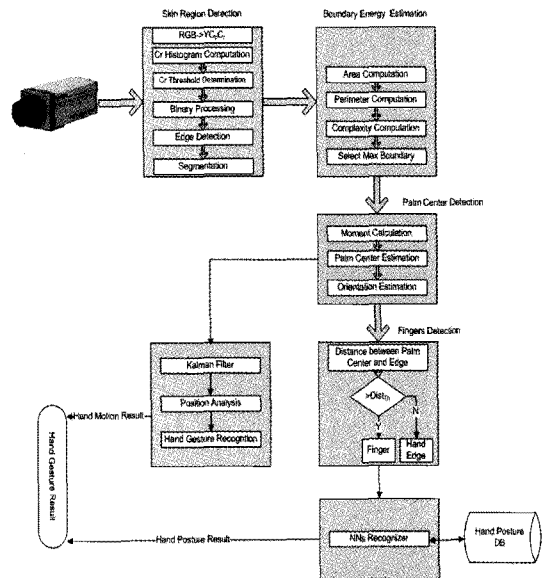 Skin Region Detection
RGB->YCbCr
Cr Histogram Computation
Cr Threshold Determination
Binary Processing
Edge Detection
Segmentation
Boundary Energy Estimation
Area Computation
Perimeter Computation
Complexity Computation
Select Max Boundary
Palm Center Detection
Moment Calculation
Palm Center Estimation
Orientation Estimation
Fingers Detection
Distance between Palm
Center and Edge
>DistTh
Y
N
Finger
Hand
Edge
Kalman Filter
Position Analysis
Hand Gesture Recogtntion
Hand Motion Result
Hand Gesture Result
NNs Recognizer
Hand Posture
DB
Hand Posture Result